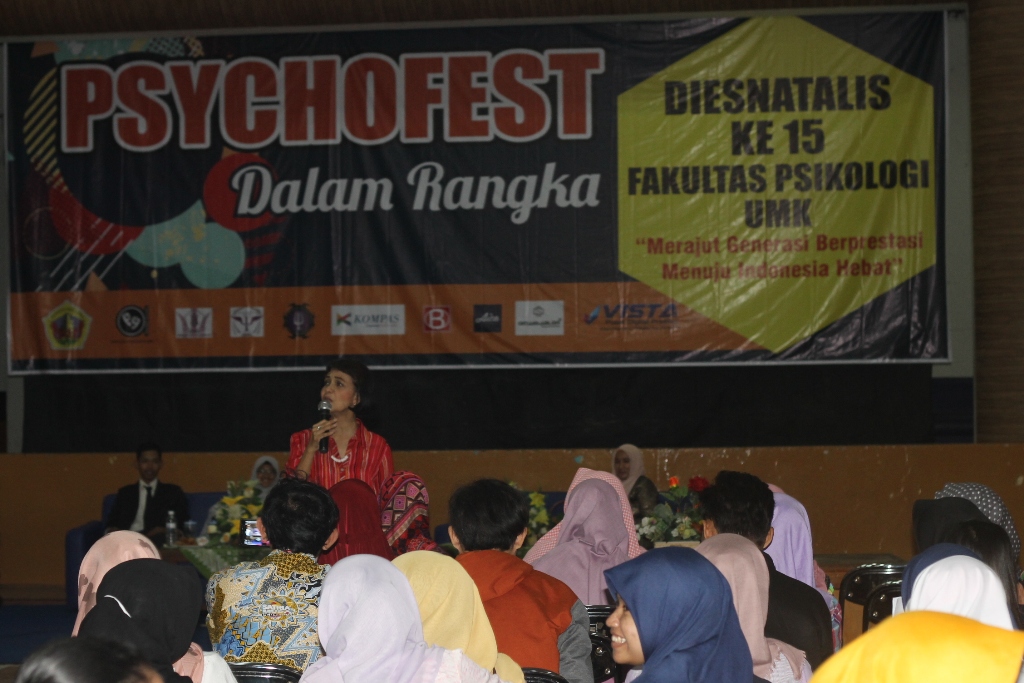 PSYCHOFEST
Dalam Rangka
DIESNATALIS
KE 15
FAKULTAS PSIKOLOGI
UMK
“Merajut Generasi Berprestasi
Menuju Indonesia Hebat”
KOMPAS
B
VISTA